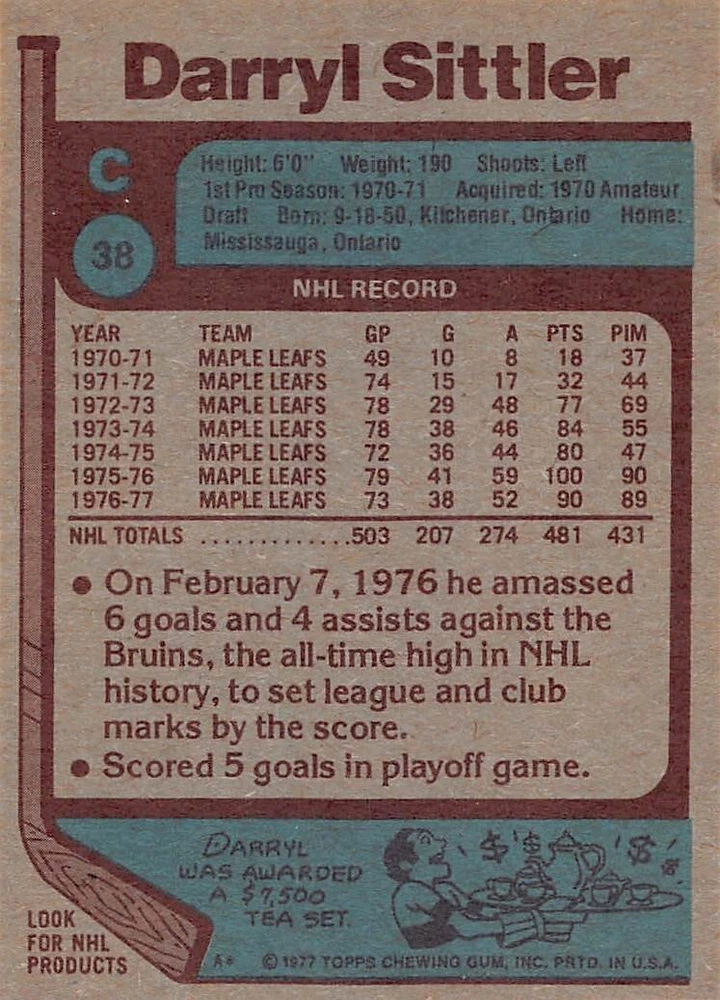 Darryl Sittler
C
38
Height: 6'0" Weight: 190 Shoots: Left
1st Pro Season: 1970-71 Acquired: 1970 Amateur
Draft Born: 9-18-50, Kitchener, Ontario Home:
Mississauga, Ontario
NHL RECORD
YEAR TEAM GP G A PTS PIM
1970-71 MAPLE LEAFS 49 10 8 18 37
1971-72 MAPLE LEAFS 74 15 17 32 44
1972-73 MAPLE LEAFS 78 29 48 77 69
1973-74 MAPLE LEAFS 78 38 46 84 55
1974-75 MAPLE LEAFS 72 36 44 80 47
1975-76 MAPLE LEAFS 79 41 59 100 90
1976-77 MAPLE LEAFS 73 38 52 90 89
NHL TOTALS .............503 207 274 481 431
● On February 7, 1976 he amassed
6 goals and 4 assists against the
Bruins, the all-time high in NHL
history, to set league and club
marks by the score.
● Scored 5 goals in playoff game.
DARRYL
WAS AWARDED
A $7,500
TEA SET.
$ $ $ $
LOOK
FOR NHL
PRODUCTS
A* © 1977 TOPPS CHEWING GUM, INC. PRTD. IN U.S.A.